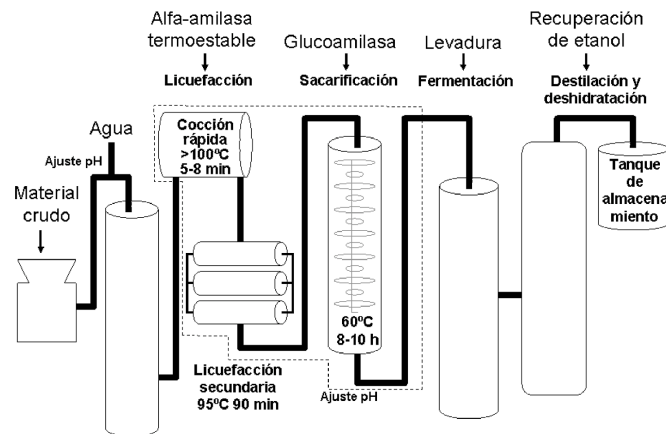 Alfa-amilasa
termoestable
Licuefacción
Glucoamilasa
Sacarificación
Levadura
Fermentación
Recuperación
de etanol
Destilación y
deshidratación
Agua
Ajuste pH
Material
crudo
Cocción
rápida
>100ºC
5-8 min
Licuefacción
secundaria
95ºC 90 min
60ºC
8-10 h
Ajuste pH
Tanque
de
almacena
miento